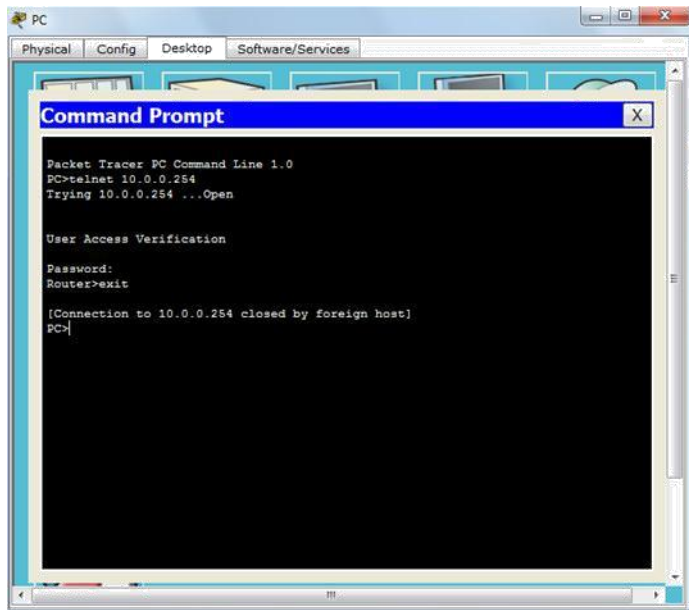 PC
Physical Config Desktop Software/Services
Command Prompt
X
Packet Tracer PC Command Line 1.0
PC>telnet 10.0.0.254
Trying 10.0.0.254 ...Open
User Access Verification
Password:
Router>exit
[Connection to 10.0.0.254 closed by foreign host]
PC>